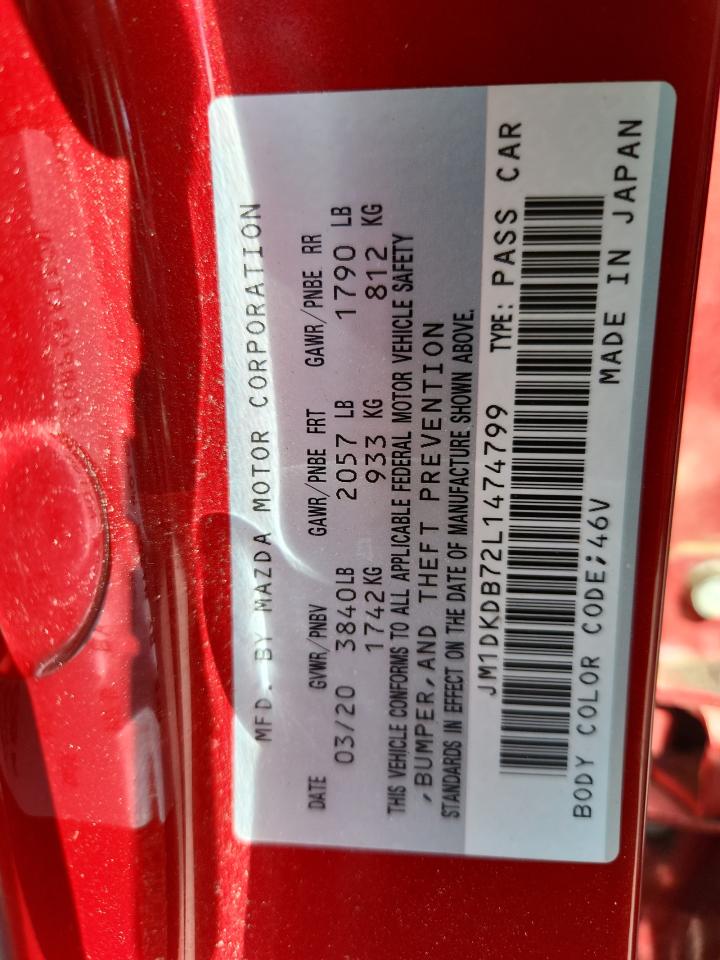 MFD. BY MAZDA MOTOR CORPORATION
DATE GVWR/PNBV GAWR/PNBE FRT GAWR/PNBE RR
03/20 3840LB 2057 LB 1790 LB
1742KG 933 KG 812 KG
THIS VEHICLE CONFORMS TO ALL APPLICABLE FEDERAL MOTOR VEHICLE SAFETY
,BUMPER,AND THEFT PREVENTION
STANDARDS IN EFFECT ON THE DATE OF MANUFACTURE SHOWN ABOVE.
JM1DKDB72L1474799 TYPE: PASS CAR
BODY COLOR CODE;46V MADE IN JAPAN